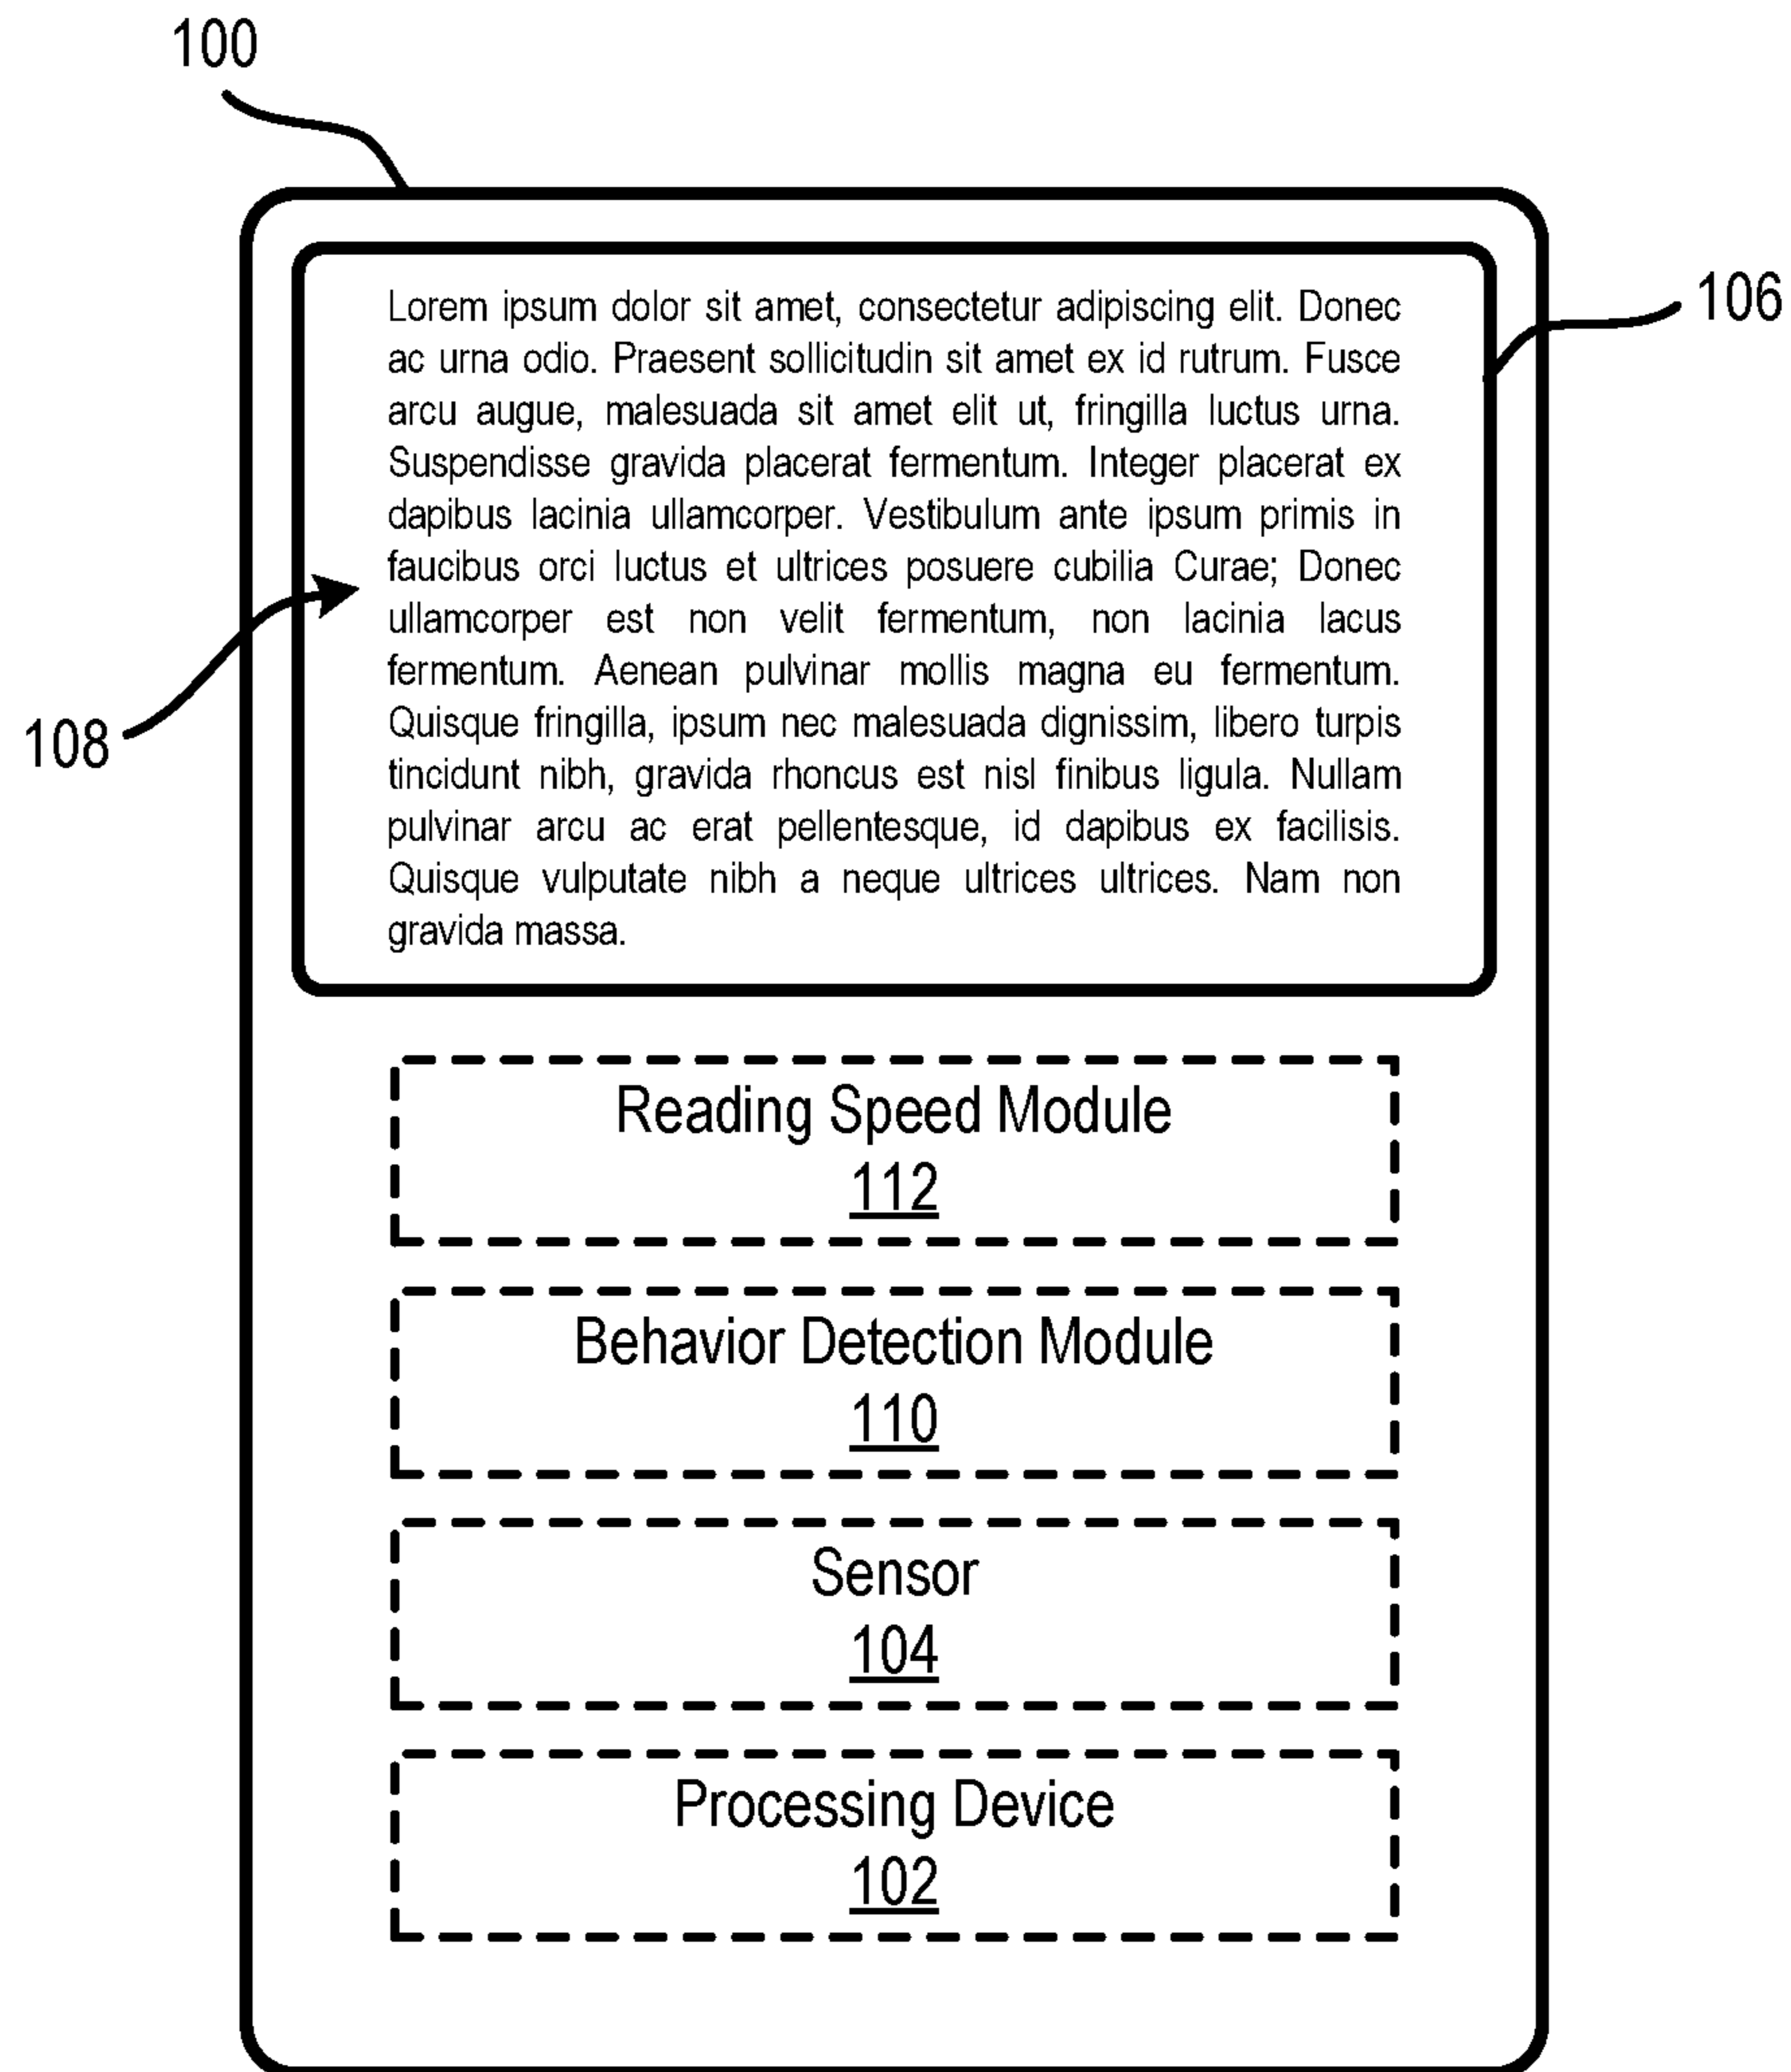 100
106
Lorem ipsum dolor sit amet, consectetur adipiscing elit. Donec
ac urna odio. Praesent sollicitudin sit amet ex id rutrum. Fusce
arcu augue, malesuada sit amet elit ut, fringilla luctus urna.
Suspendisse gravida placerat fermentum. Integer placerat ex
dapibus lacinia ullamcorper. Vestibulum ante ipsum primis in
faucibus orci luctus et ultrices posuere cubilia Curae; Donec
ullamcorper est non velit fermentum, non lacinia lacus
fermentum. Aenean pulvinar mollis magna eu fermentum.
Quisque fringilla, ipsum nec malesuada dignissim, libero turpis
tincidunt nibh, gravida rhoncus est nisl finibus ligula. Nullam
pulvinar arcu ac erat pellentesque, id dapibus ex facilisis.
Quisque vulputate nibh a neque ultrices ultrices. Nam non
gravida massa.
108
Reading Speed Module
112
Behavior Detection Module
110
Sensor
104
Processing Device
102